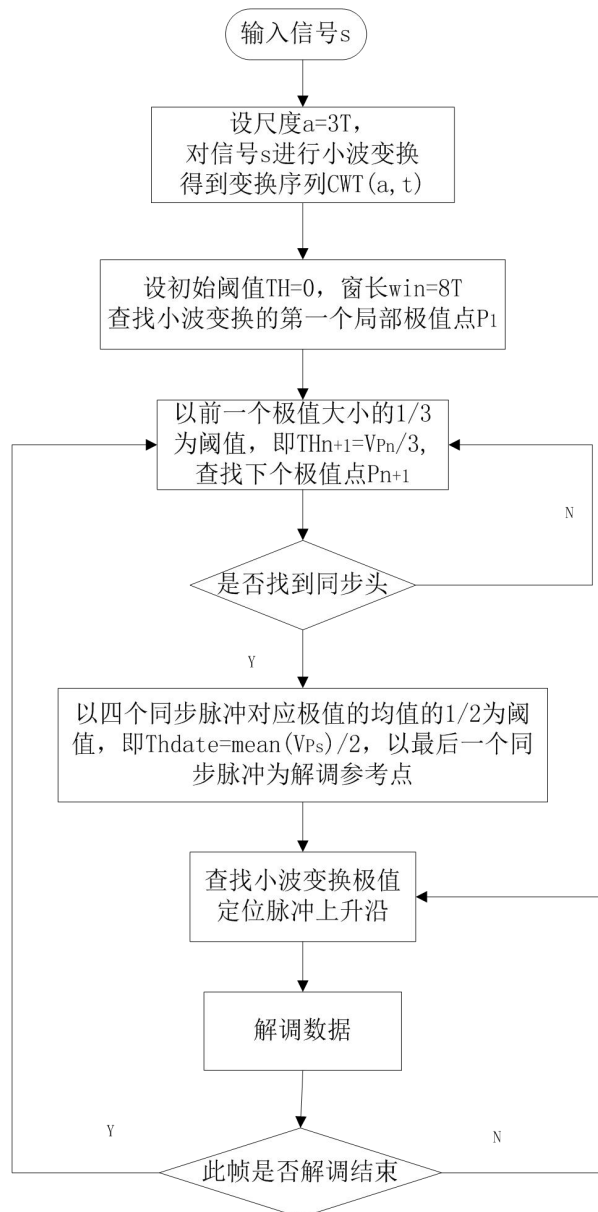 输入信号s
设尺度a=3T，
对信号s进行小波变换
得到变换序列CWT(a,t)
设初始阈值TH=0，窗长win=8T
查找小波变换的第一个局部极值点P1
以前一个极值大小的1/3
为阈值，即THn+1=VPn/3，
查找下个极值点Pn+1
N
是否找到同步头
Y
以四个同步脉冲对应极值的均值的1/2为阈
值，即Thdate=mean(VPs)/2，以最后一个同
步脉冲为解调参考点
查找小波变换极值
定位脉冲上升沿
解调数据
Y
N
此帧是否解调结束